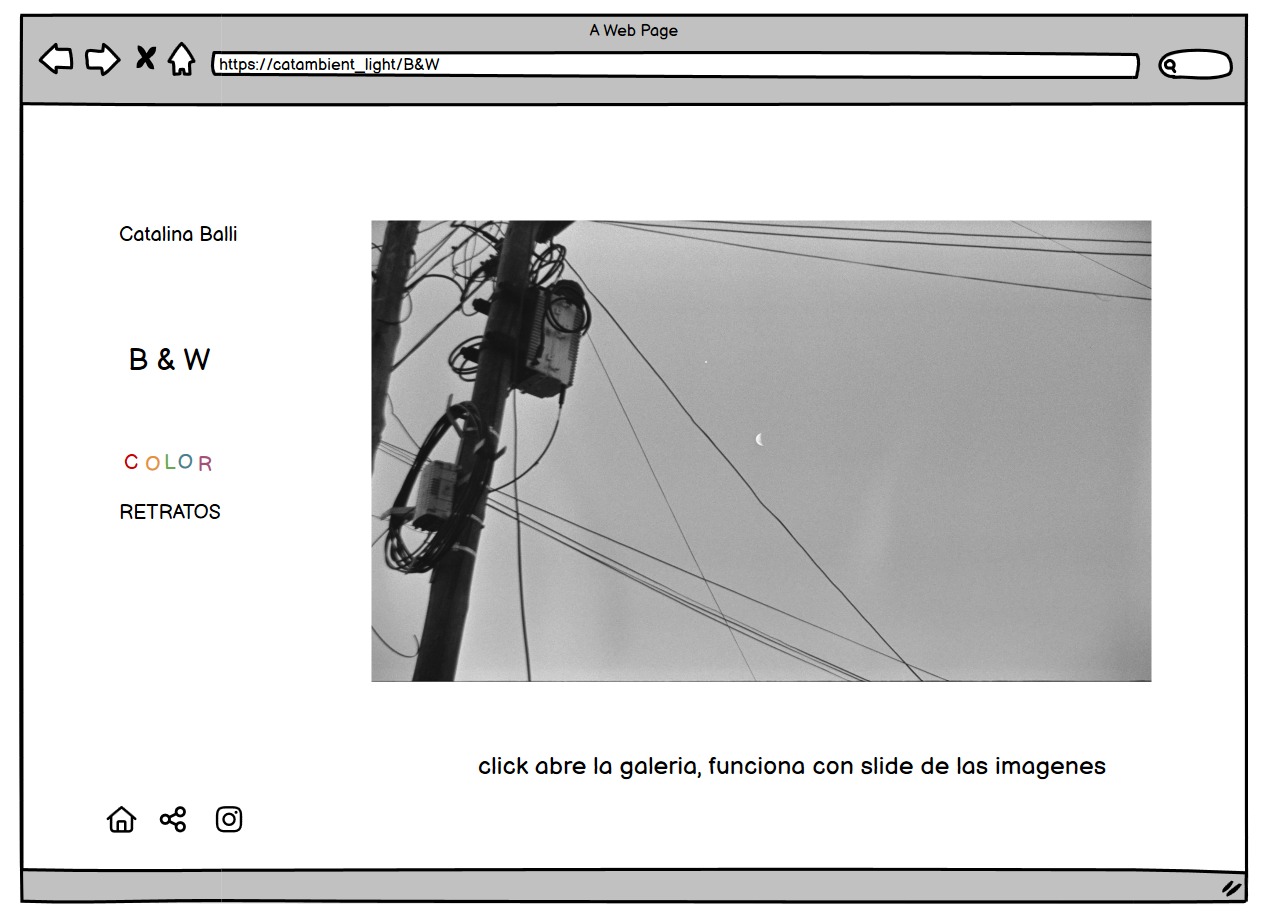 A Web Page
https://catambient_light/B&W
Catalina Balli
B & W
COLOR
RETRATOS
click abre la galeria, funciona con slide de las imagenes